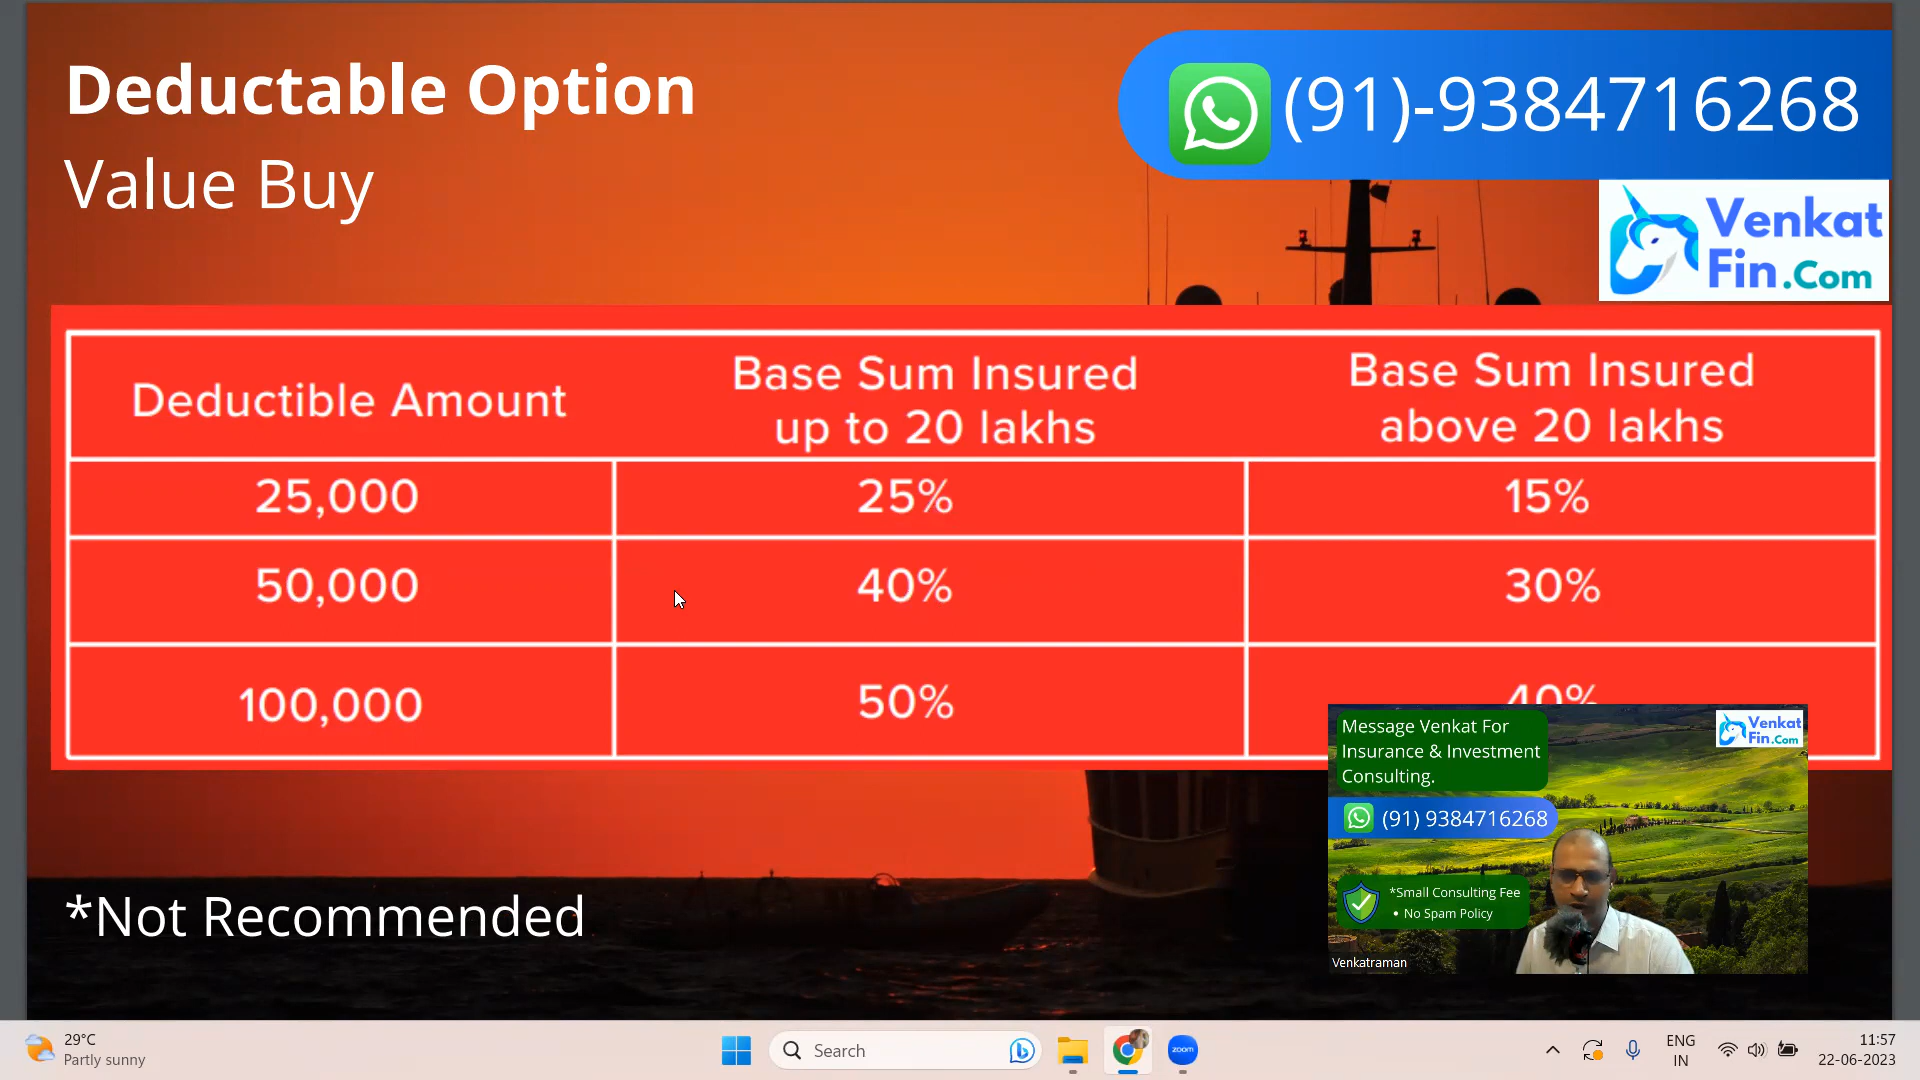 Deductable Option
Value Buy
(91)-9384716268
Venkat
Fin.Com
Deductible Amount
Base Sum Insured
up to 20 lakhs
Base Sum Insured
above 20 lakhs
25,000
25%
15%
50,000
40%
30%
100,000
50%
40%
Message Venkat For
Insurance & Investment
Consulting.
Venkat
Fin.Com
(91) 9384716268
*Small Consulting Fee
• No Spam Policy
Venkatraman
*Not Recommended
29°C
Partly sunny
Search
zoom
ENG
IN
11:57
22-06-2023